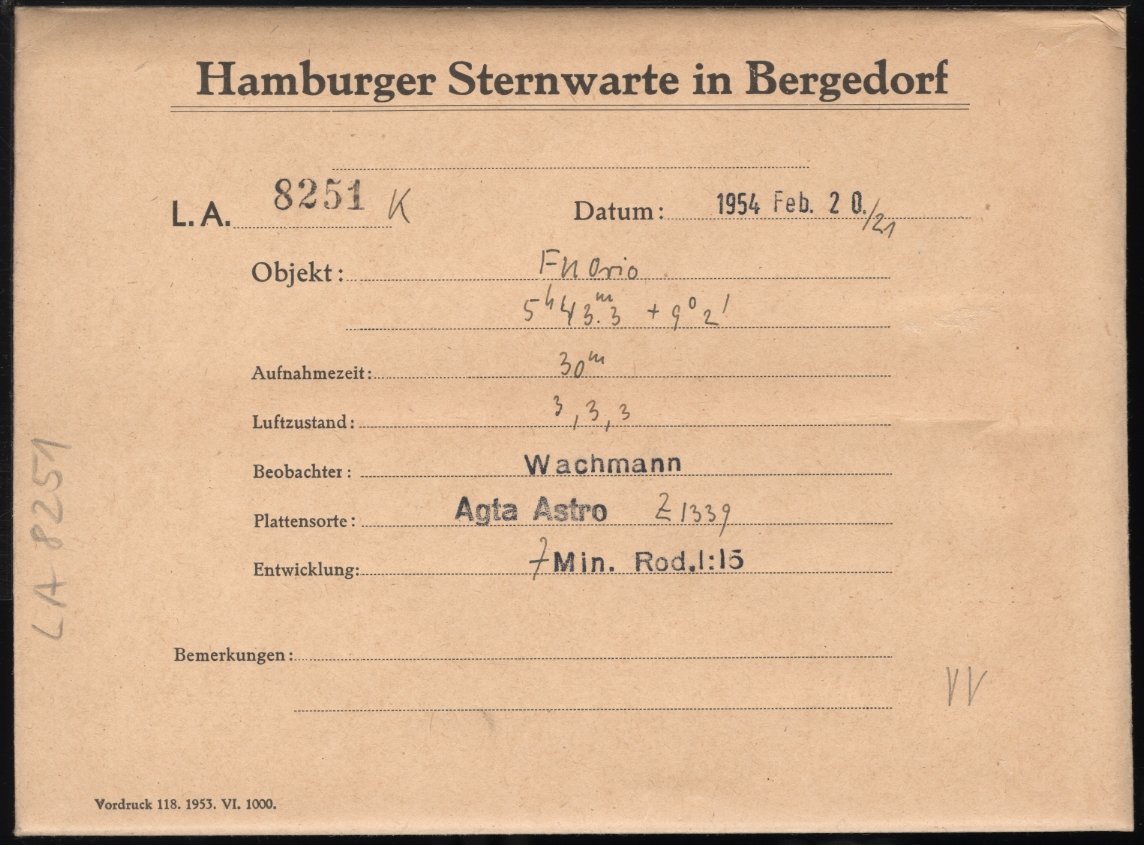 Hamburger Sternwarte in Bergedorf
L. A. 8251 K Datum: 1954 Feb. 20./21
Objekt: FU Orio
5ʰ43ᵐ.3 + 9° 2'
Aufnahmezeit: 30ᵐ
Luftzustand: 3, 3, 3
Beobachter: Wachmann
Plattensorte: Agfa Astro Z 1339
Entwicklung: 7 Min. Rod.1:15
Bemerkungen:
VV
Vordruck 118. 1953. VI. 1000.
LA 8251